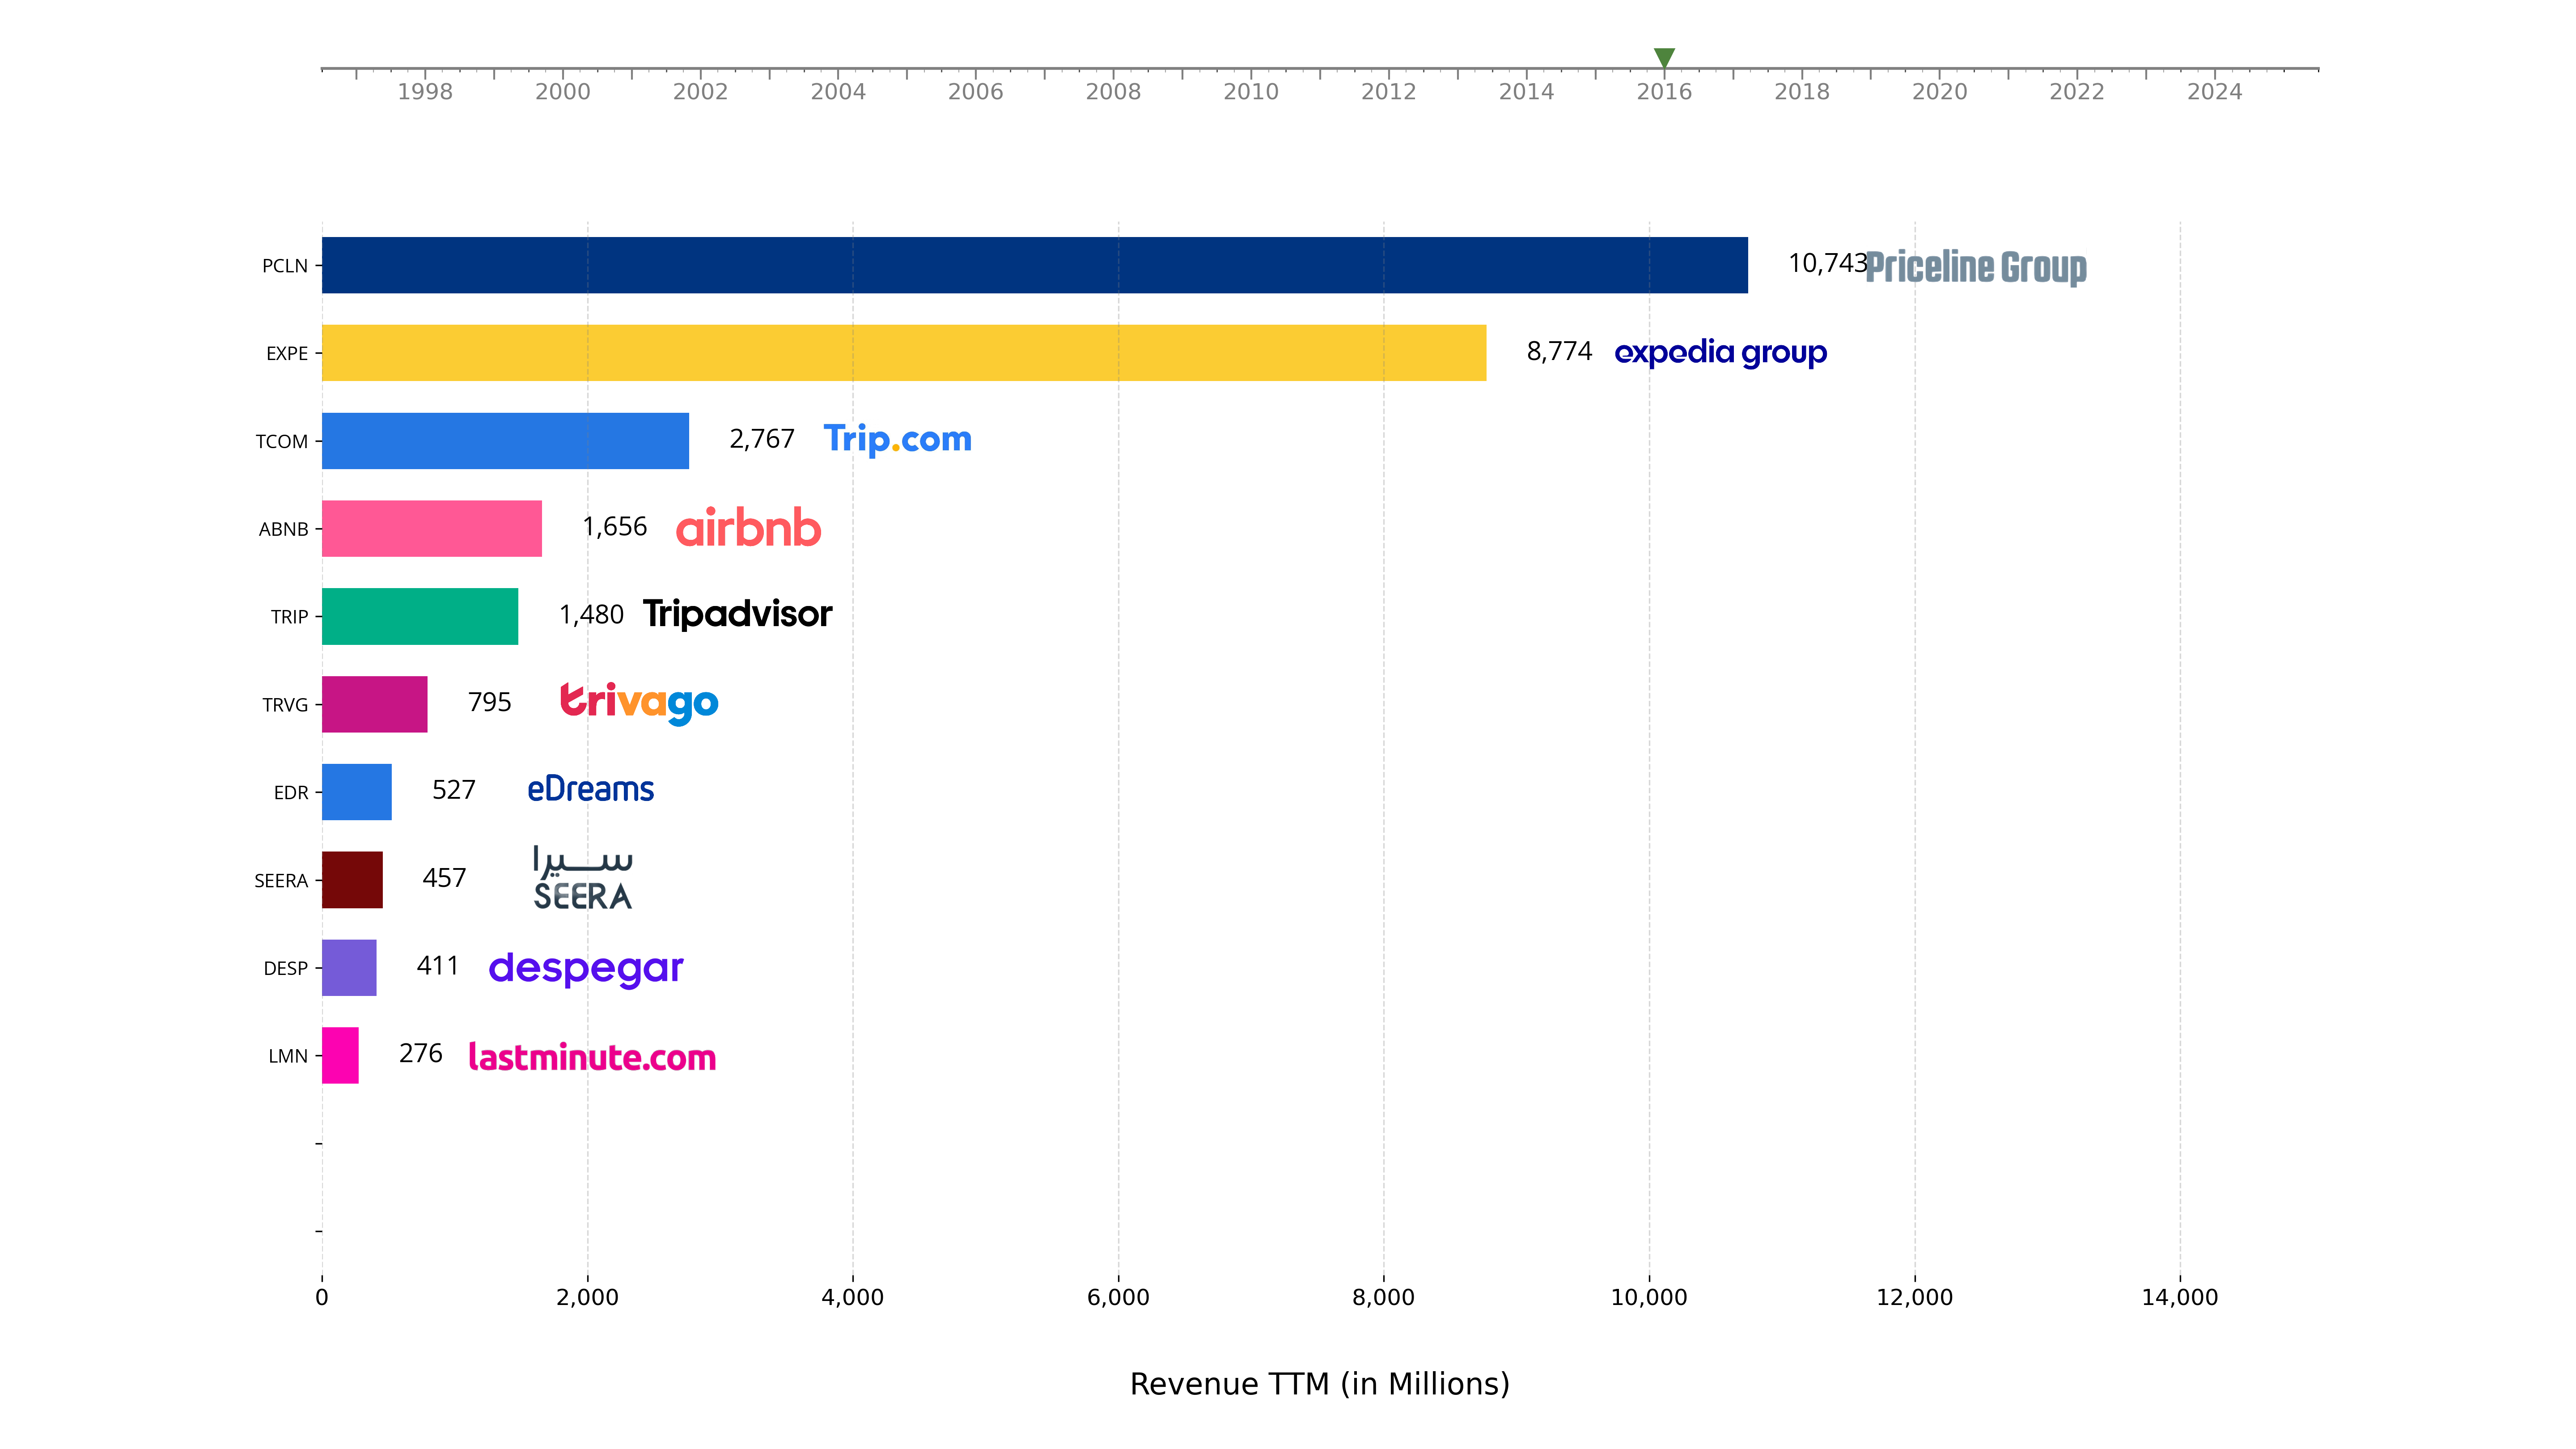 1998 2000 2002 2004 2006 2008 2010 2012 2014 2016 2018 2020 2022 2024
PCLN 10,743 Priceline Group
EXPE 8,774 expedia group
TCOM 2,767 Trip.com
ABNB 1,656 airbnb
TRIP 1,480 Tripadvisor
TRVG 795 trivago
EDR 527 eDreams
سيرا
SEERA 457 SEERA
DESP 411 despegar
LMN 276 lastminute.com
0 2,000 4,000 6,000 8,000 10,000 12,000 14,000
Revenue TTM (in Millions)